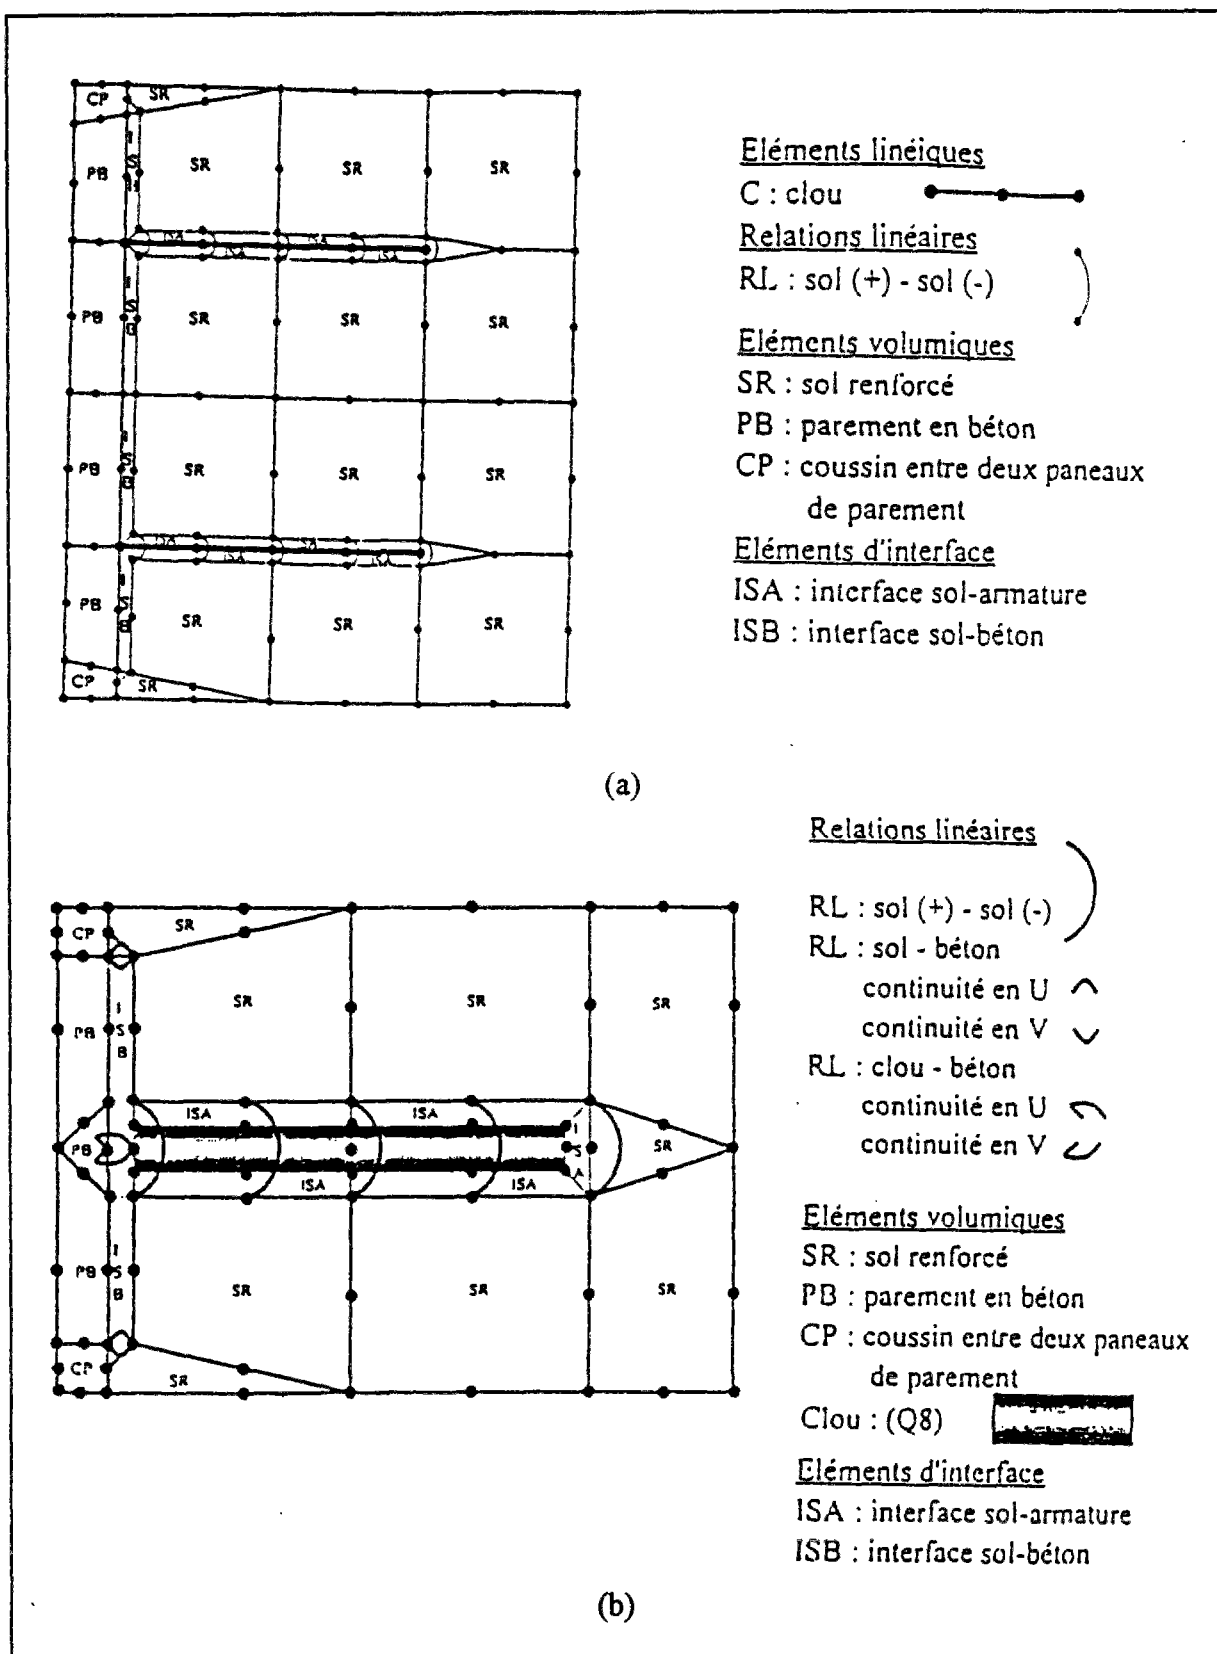 CP SR
PB I S B SR SR SR
ISA ISA
ISA ISA
PB I S B SR SR SR
PB I S B SR SR SR
ISA ISA
ISA ISA
PB I S B SR SR SR
CP SR
Eléments linéiques
C : clou
Relations linéaires
RL : sol (+) - sol (-)
Eléments volumiques
SR : sol renforcé
PB : parement en béton
CP : coussin entre deux paneaux
de parement
Eléments d'interface
ISA : interface sol-armature
ISB : interface sol-béton
(a)
CP SR
PB I S B SR SR SR
ISA ISA
PB I S A SR
ISA ISA
PB I S B SR SR SR
CP SR
Relations linéaires
RL : sol (+) - sol (-)
RL : sol - béton
continuité en U
continuité en V
RL : clou - béton
continuité en U
continuité en V
Eléments volumiques
SR : sol renforcé
PB : parement en béton
CP : coussin entre deux paneaux
de parement
Clou : (Q8)
Eléments d'interface
ISA : interface sol-armature
ISB : interface sol-béton
(b)